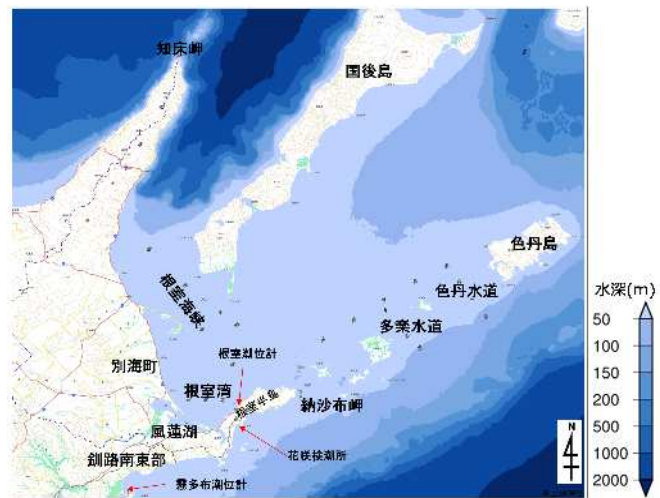 知床岬
国後島
色丹島
色丹水道
多楽水道
根室海峡
根室潮位計
別海町
根室湾
根室半島
納沙布岬
風蓮湖
花咲検潮所
釧路南東部
霧多布潮位計
水深(m)
50
100
150
200
500
1000
2000
N